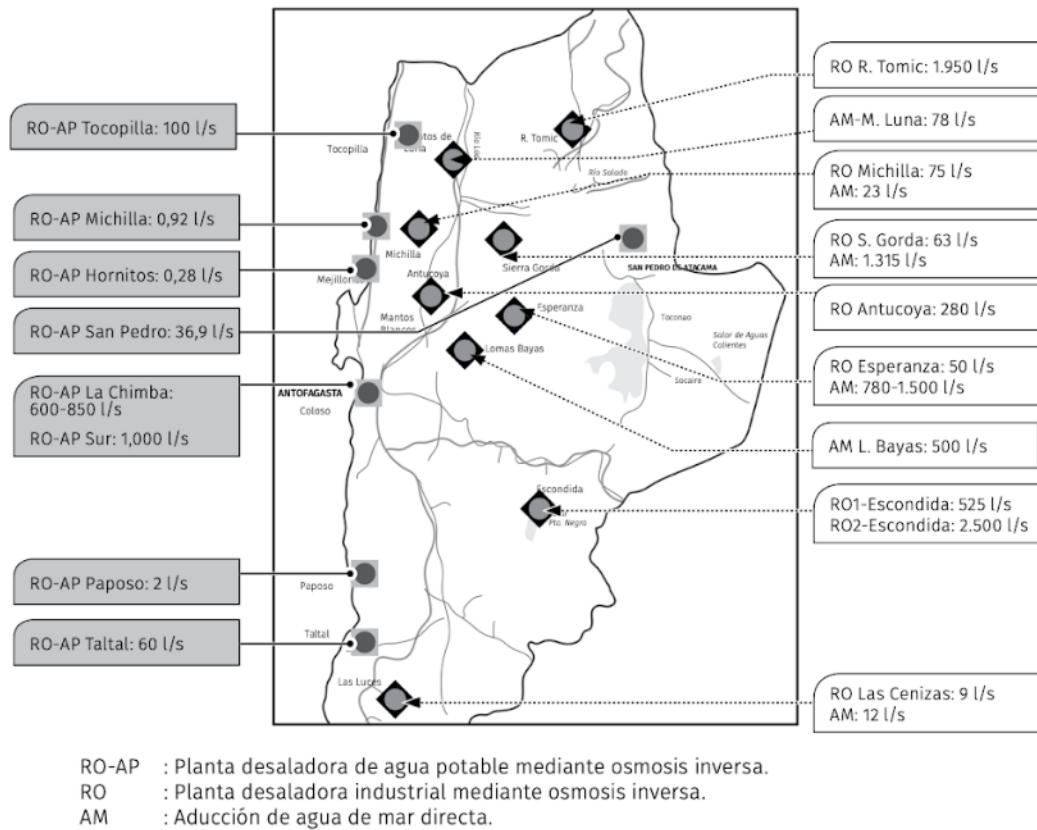 RO-AP Tocopilla: 100 l/s
RO-AP Michilla: 0,92 l/s
RO-AP Hornitos: 0,28 l/s
RO-AP San Pedro: 36,9 l/s
RO-AP La Chimba:
600-850 l/s
RO-AP Sur: 1,000 l/s
RO-AP Paposo: 2 l/s
RO-AP Taltal: 60 l/s
Tocopilla
R. Tomic
Río Salado
Michilla
Sierra Gorda
SAN PEDRO DE ATACAMA
Mejillones
Antucoya
Mantos
Blancos
Esperanza
Toconao
Lomas Bayas
Salar de Aguas
Calientes
Socaire
ANTOFAGASTA
Coloso
Escondida
Pto. Negro
Paposo
Taltal
Las Luces
RO R. Tomic: 1.950 l/s
AM-M. Luna: 78 l/s
RO Michilla: 75 l/s
AM: 23 l/s
RO S. Gorda: 63 l/s
AM: 1.315 l/s
RO Antucoya: 280 l/s
RO Esperanza: 50 l/s
AM: 780-1.500 l/s
AM L. Bayas: 500 l/s
RO1-Escondida: 525 l/s
RO2-Escondida: 2.500 l/s
RO Las Cenizas: 9 l/s
AM: 12 l/s
RO-AP : Planta desaladora de agua potable mediante osmosis inversa.
RO : Planta desaladora industrial mediante osmosis inversa.
AM : Aducción de agua de mar directa.